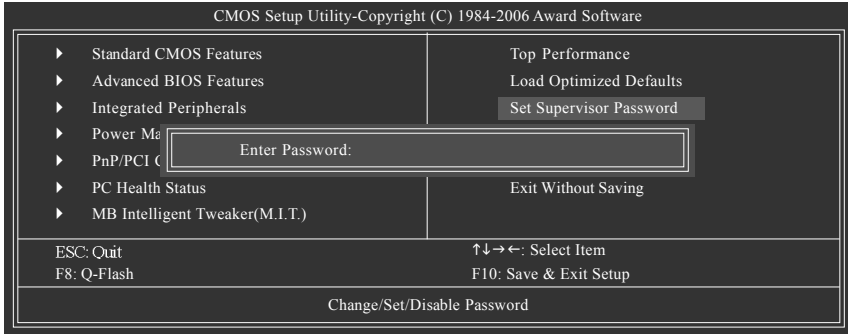 CMOS Setup Utility-Copyright (C) 1984-2006 Award Software
Standard CMOS Features
Advanced BIOS Features
Integrated Peripherals
Power Ma
PnP/PCI
PC Health Status
MB Intelligent Tweaker(M.I.T.)
Top Performance
Load Optimized Defaults
Set Supervisor Password
Exit Without Saving
Enter Password:
ESC: Quit
↑↓→←: Select Item
F8: Q-Flash
F10: Save & Exit Setup
Change/Set/Disable Password